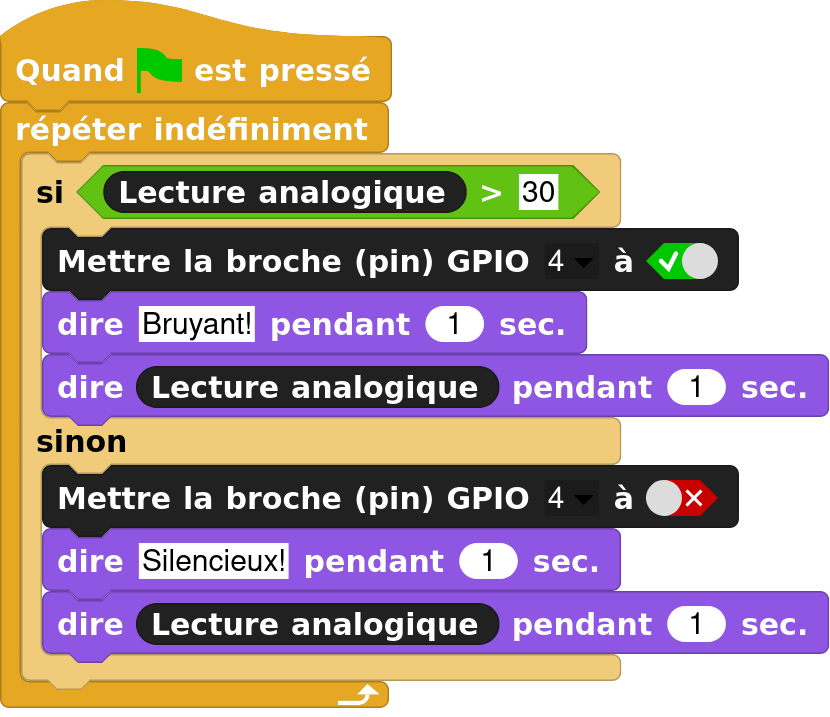 Quand est pressé
répéter indéfiniment
si Lecture analogique > 30
Mettre la broche (pin) GPIO 4 à
dire Bruyant! pendant 1 sec.
dire Lecture analogique pendant 1 sec.
sinon
Mettre la broche (pin) GPIO 4 à
dire Silencieux! pendant 1 sec.
dire Lecture analogique pendant 1 sec.